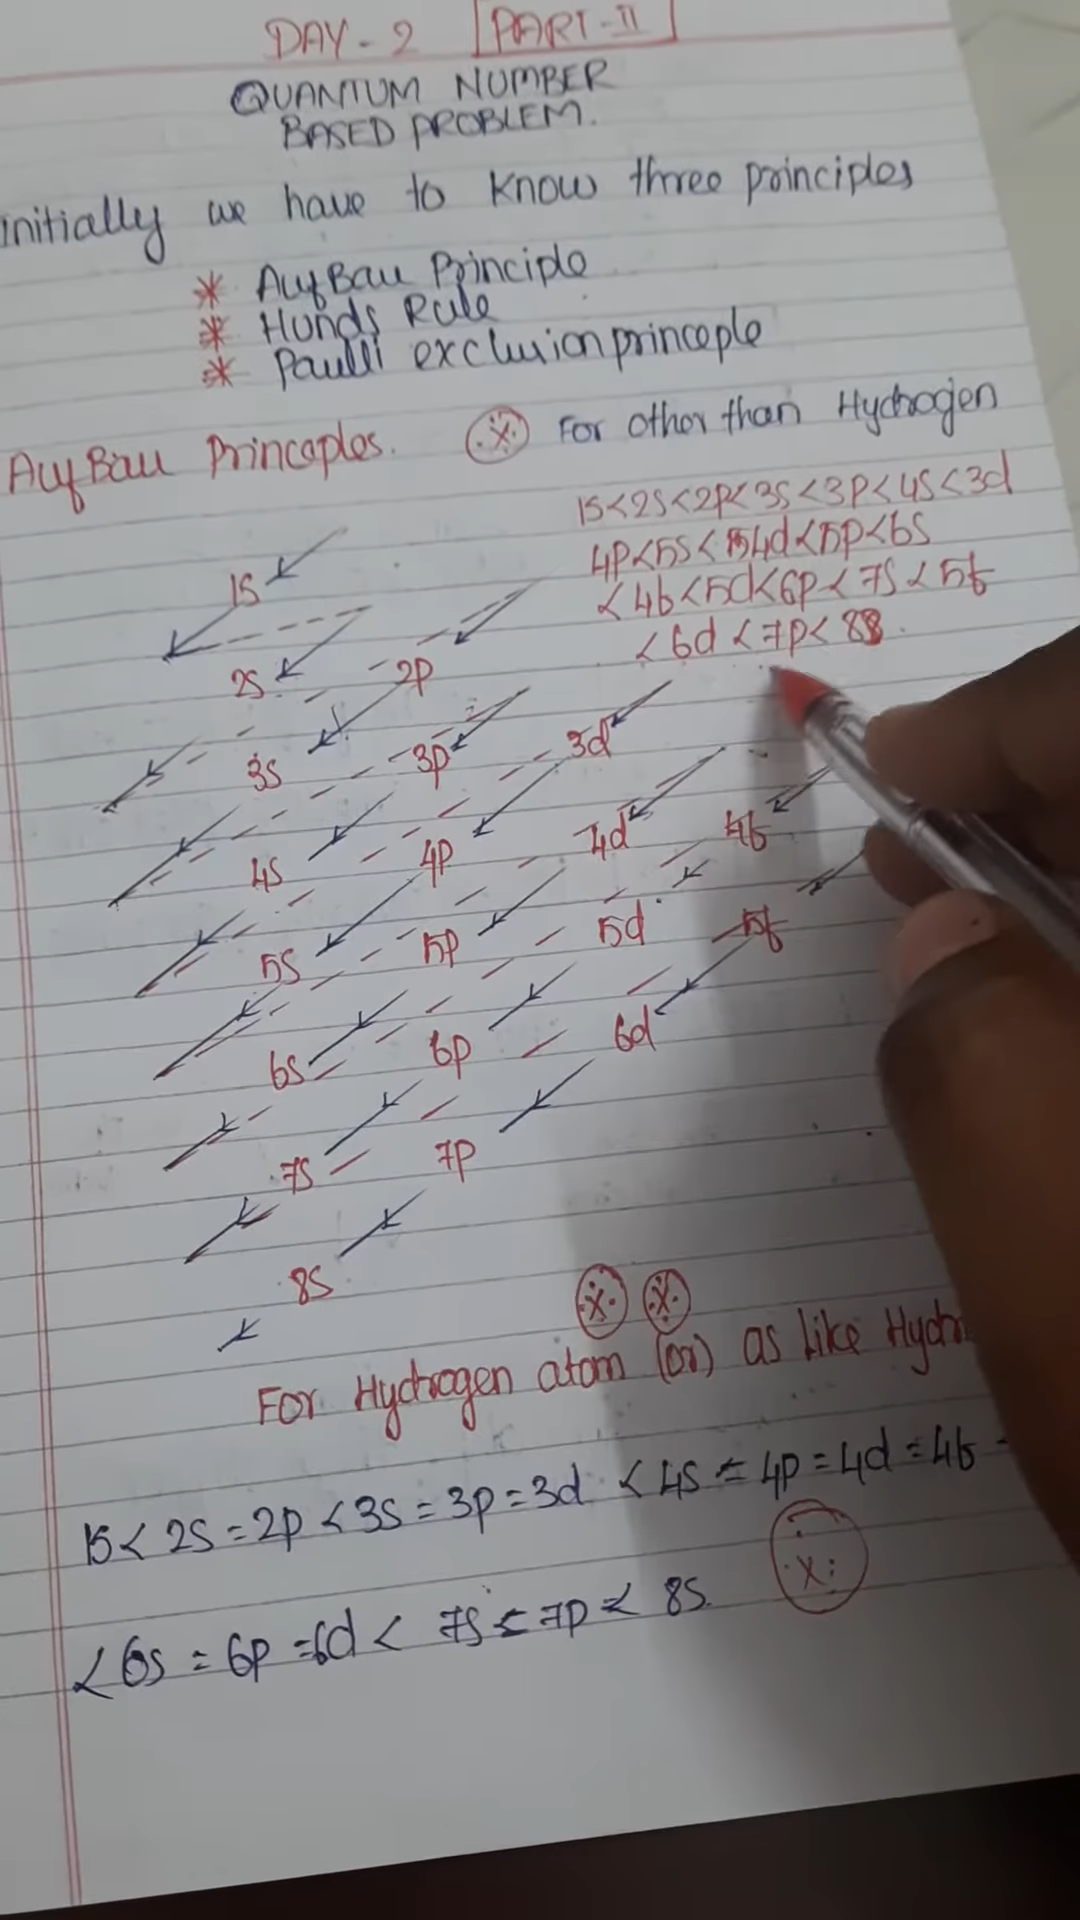 DAY - 2 PART - II
QUANTUM NUMBER
BASED PROBLEM.
initially we have to know three principles
* AufBau Principle
* Hunds Rule
* Paulli exclusion princeple
AufBau Princeples. For other than Hydrogen
1S<2S<2P<3S<3P<4S<3d
4P<5S<4d<5P<6S
<4f<5d<6p<7S<5f
<6d<7P<8S.
1S
2S 2P
3S 3P 3d
4S 4P 4d 4f
5S 5P 5d 5f
6S 6P 6d
7S 7P
8S
For Hydrogen atom (or) as like
1S < 2S = 2P < 3S = 3P = 3d < 4S = 4P = 4d = 4f
< 6S = 6P = 6d < 7S = 7P < 8S.